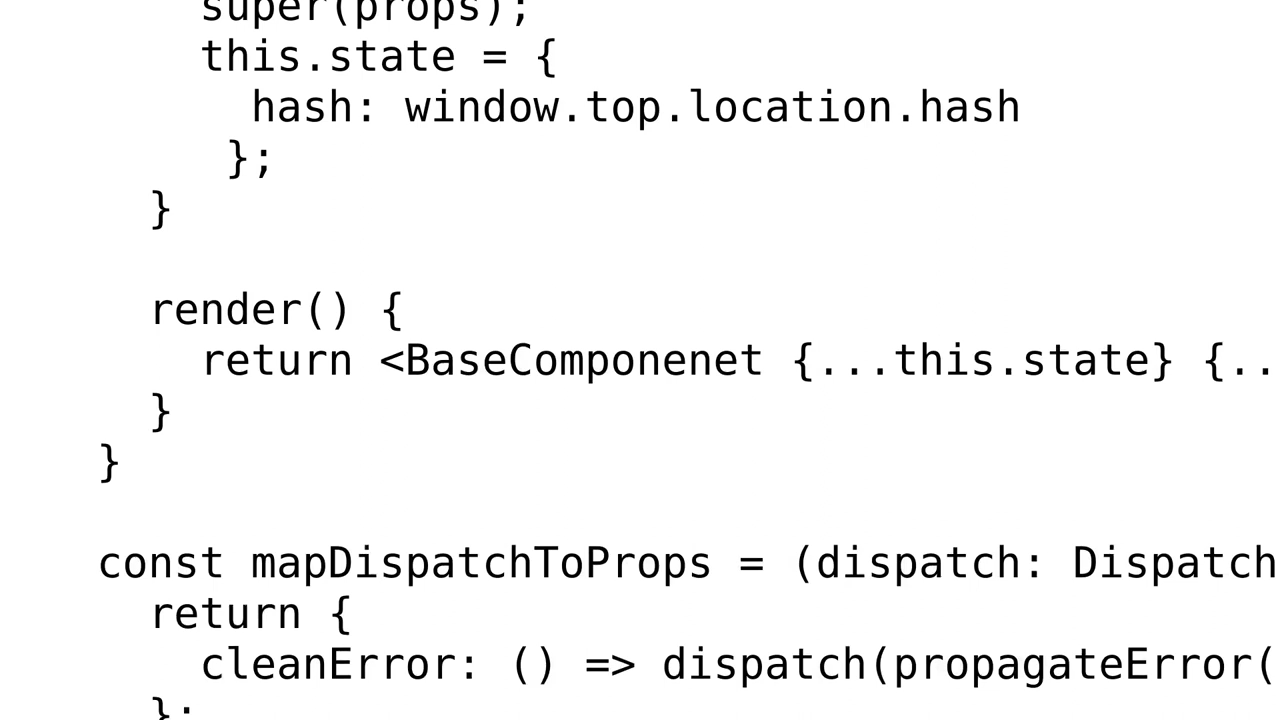 super(props);
this.state = {
hash: window.top.location.hash
};
}
render() {
return <BaseComponenet {...this.state} {..
}
}
const mapDispatchToProps = (dispatch: Dispatch
return {
cleanError: () => dispatch(propagateError(
};